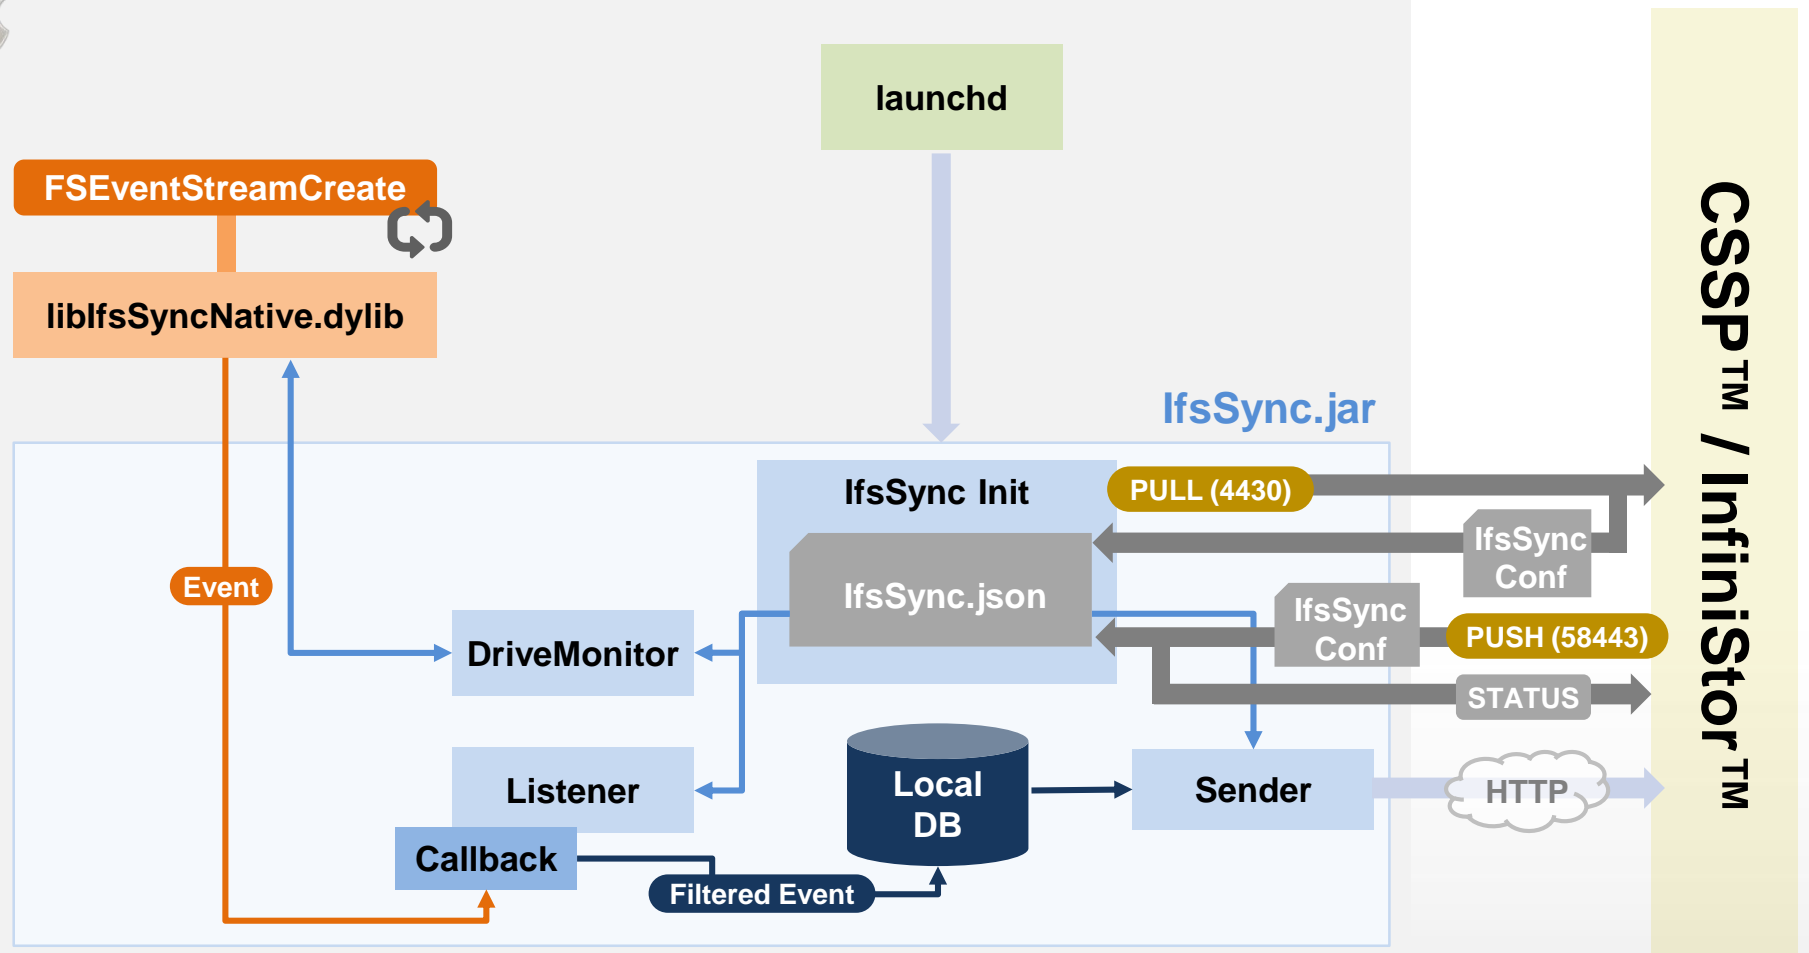 launchd
FSEventStreamCreate
libIfsSyncNative.dylib
IfsSync.jar
IfsSync Init
PULL (4430)
IfsSync
Conf
IfsSync.json
IfsSync
Conf
PUSH (58443)
STATUS
Event
DriveMonitor
Listener
Callback
Filtered Event
Local
DB
Sender
HTTP
CSSP™ / InfiniStor™